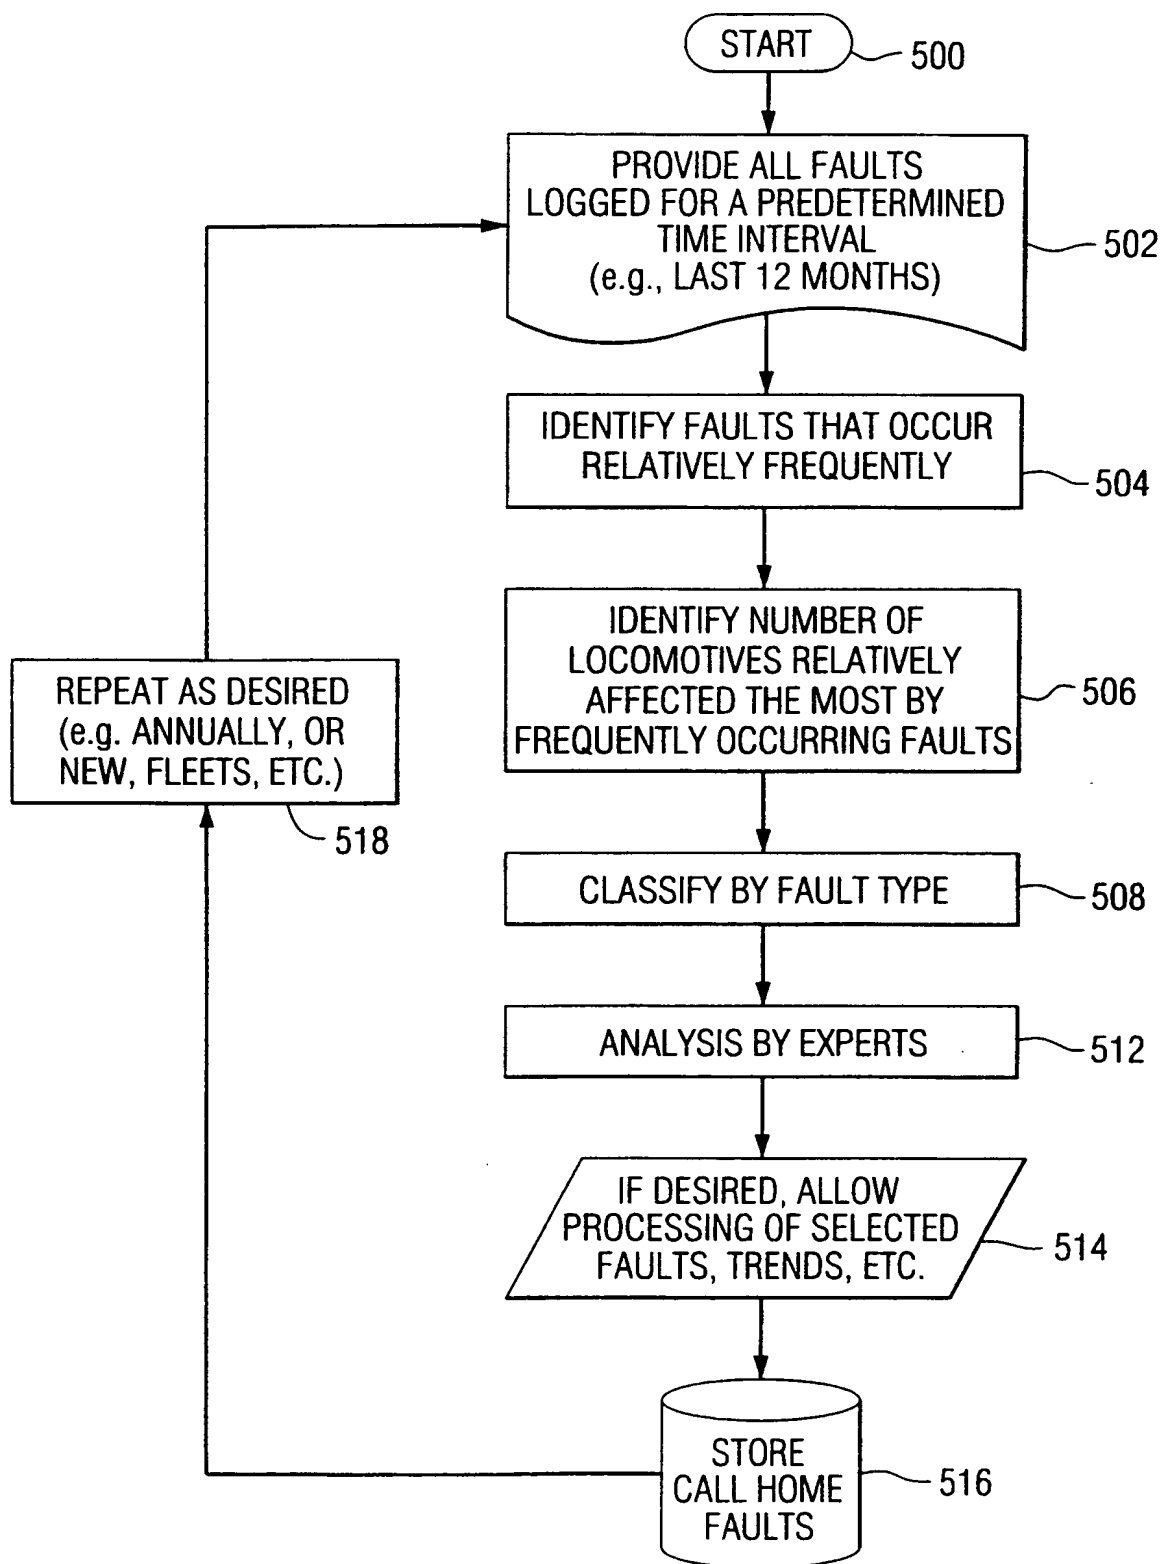 START
500
PROVIDE ALL FAULTS
LOGGED FOR A PREDETERMINED
TIME INTERVAL
(e.g., LAST 12 MONTHS)
502
IDENTIFY FAULTS THAT OCCUR
RELATIVELY FREQUENTLY
504
IDENTIFY NUMBER OF
LOCOMOTIVES RELATIVELY
AFFECTED THE MOST BY
FREQUENTLY OCCURRING FAULTS
506
REPEAT AS DESIRED
(e.g. ANNUALLY, OR
NEW, FLEETS, ETC.)
518
CLASSIFY BY FAULT TYPE
508
ANALYSIS BY EXPERTS
512
IF DESIRED, ALLOW
PROCESSING OF SELECTED
FAULTS, TRENDS, ETC.
514
STORE
CALL HOME
FAULTS
516